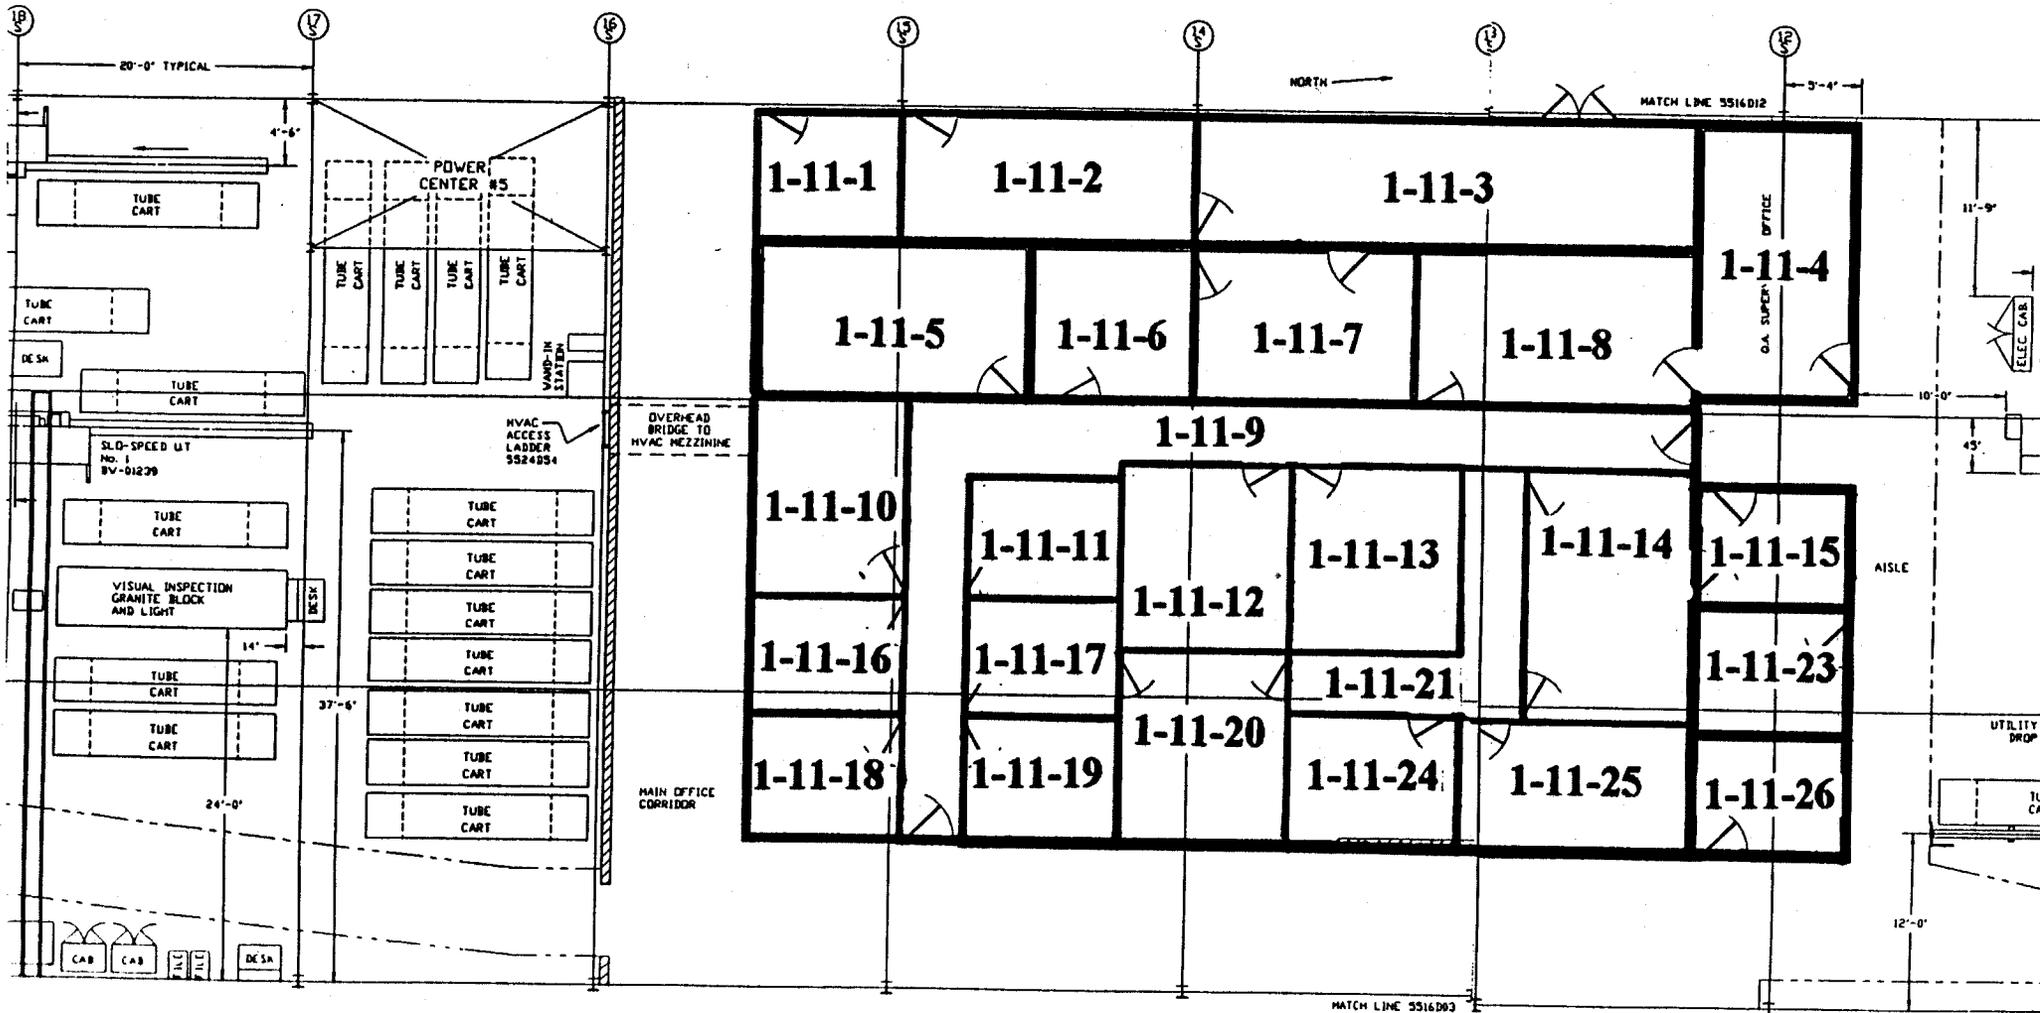 18
S
17
S
16
S
15
S
14
S
13
S
12
S
20'-0" TYPICAL
NORTH
MATCH LINE 5516D12
5'-4"
4'-6"
POWER
CENTER #5
TUBE
CART
TUBE
CART
TUBE
CART
TUBE
CART
TUBE
CART
TUBE
CART
DESK
TUBE
CART
STATION
HVAC
ACCESS
LADDER
5524D54
OVERHEAD
BRIDGE TO
HVAC MEZZININE
SLO-SPEED UT
No. 1
BV-01239
TUBE
CART
VISUAL INSPECTION
GRANITE BLOCK
AND LIGHT
DESK
14'
TUBE
CART
TUBE
CART
37'-6"
24'-0"
TUBE
CART
TUBE
CART
TUBE
CART
TUBE
CART
TUBE
CART
TUBE
CART
TUBE
CART
CAB
CAB
FILE
FILE
DESK
MAIN OFFICE
CORRIDOR
1-11-1
1-11-2
1-11-3
1-11-4
OFFICE
1-11-5
1-11-6
1-11-7
1-11-8
1-11-9
1-11-10
1-11-11
1-11-12
1-11-13
1-11-14
1-11-15
1-11-16
1-11-17
1-11-21
1-11-23
1-11-18
1-11-19
1-11-20
1-11-24
1-11-25
1-11-26
11'-9"
ELEC CAB
10'-0"
45'
AISLE
UTILITY
DROP
12'-0"
MATCH LINE 5516D93